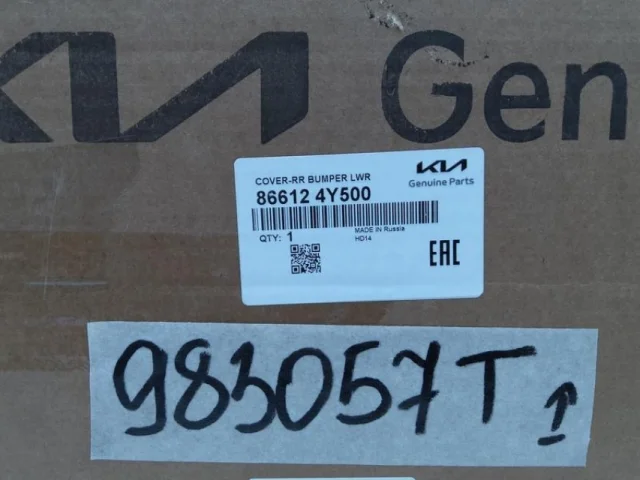 KIA Gen
COVER-RR BUMPER LWR
86612 4Y500
KIA
Genuine Parts
QTY: 1
MADE IN Russia
HD14
EAC
983057T↑